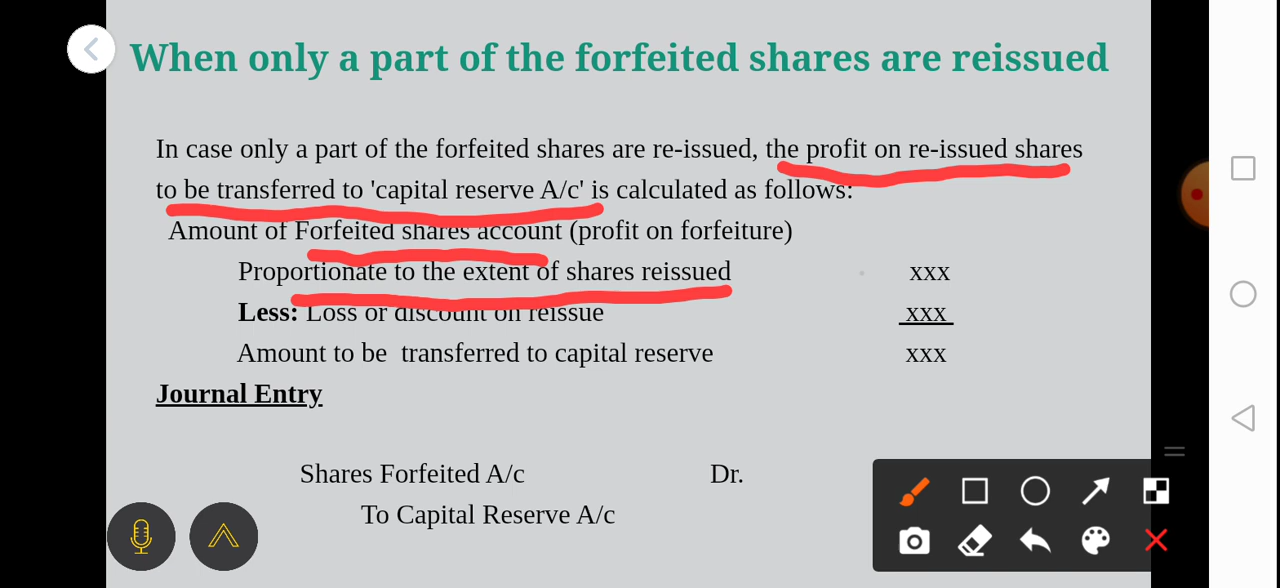 When only a part of the forfeited shares are reissued
In case only a part of the forfeited shares are re-issued, the profit on re-issued shares
to be transferred to 'capital reserve A/c' is calculated as follows:
Amount of Forfeited shares account (profit on forfeiture)
Proportionate to the extent of shares reissued xxx
Less: Loss or discount on reissue xxx
Amount to be transferred to capital reserve xxx
Journal Entry
Shares Forfeited A/c Dr.
To Capital Reserve A/c